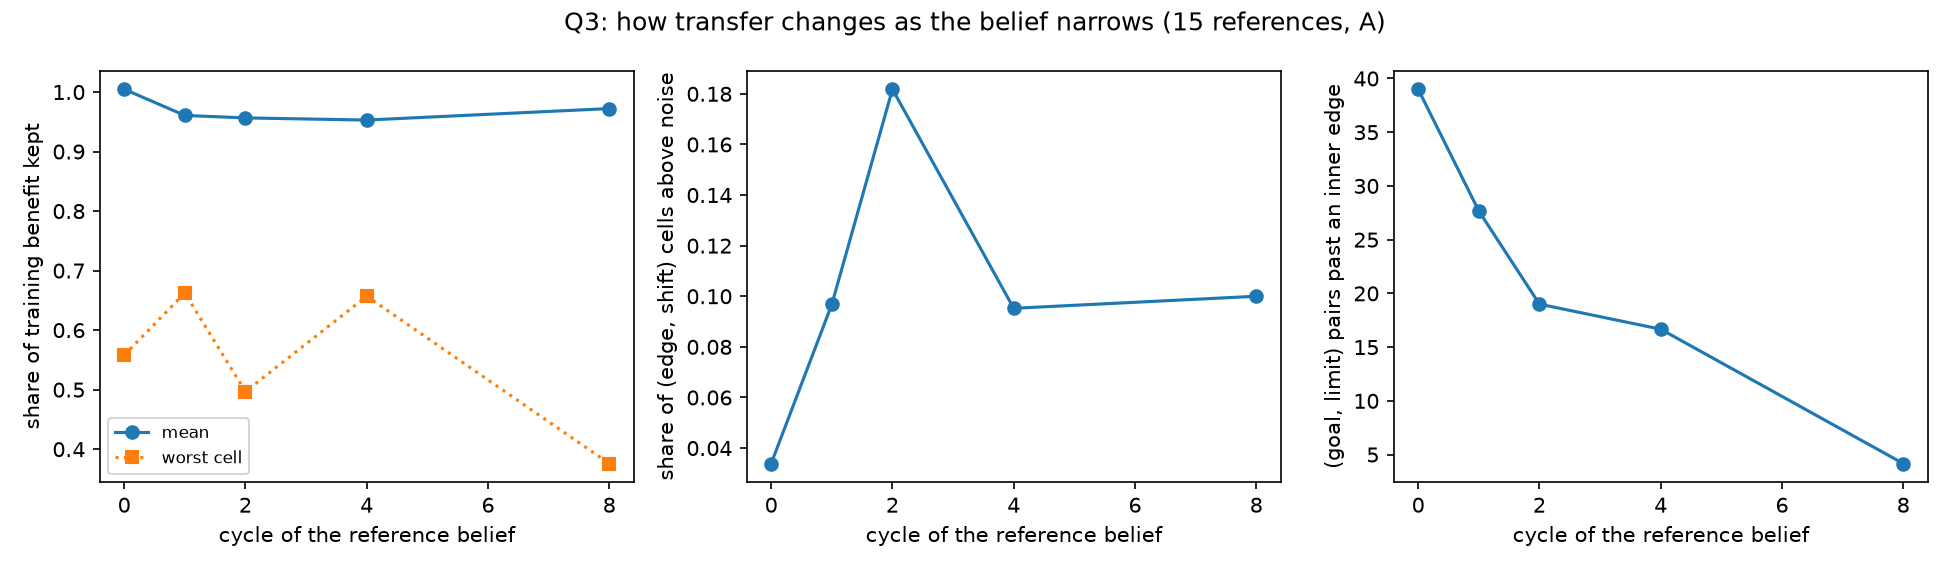 Q3: how transfer changes as the belief narrows (15 references, A)
share of training benefit kept
1.0
0.9
0.8
0.7
0.6
0.5
0.4
mean
worst cell
0 2 4 6 8
cycle of the reference belief
share of (edge, shift) cells above noise
0.18
0.16
0.14
0.12
0.10
0.08
0.06
0.04
0 2 4 6 8
cycle of the reference belief
(goal, limit) pairs past an inner edge
40
35
30
25
20
15
10
5
0 2 4 6 8
cycle of the reference belief